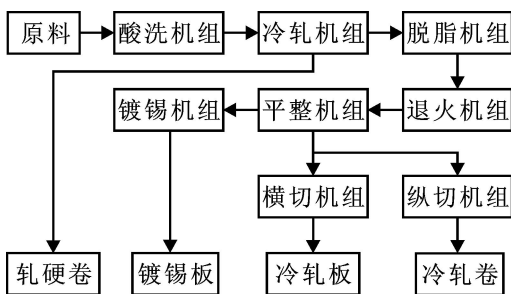 原料
酸洗机组
冷轧机组
脱脂机组
镀锡机组
平整机组
退火机组
横切机组
纵切机组
轧硬卷
镀锡板
冷轧板
冷轧卷